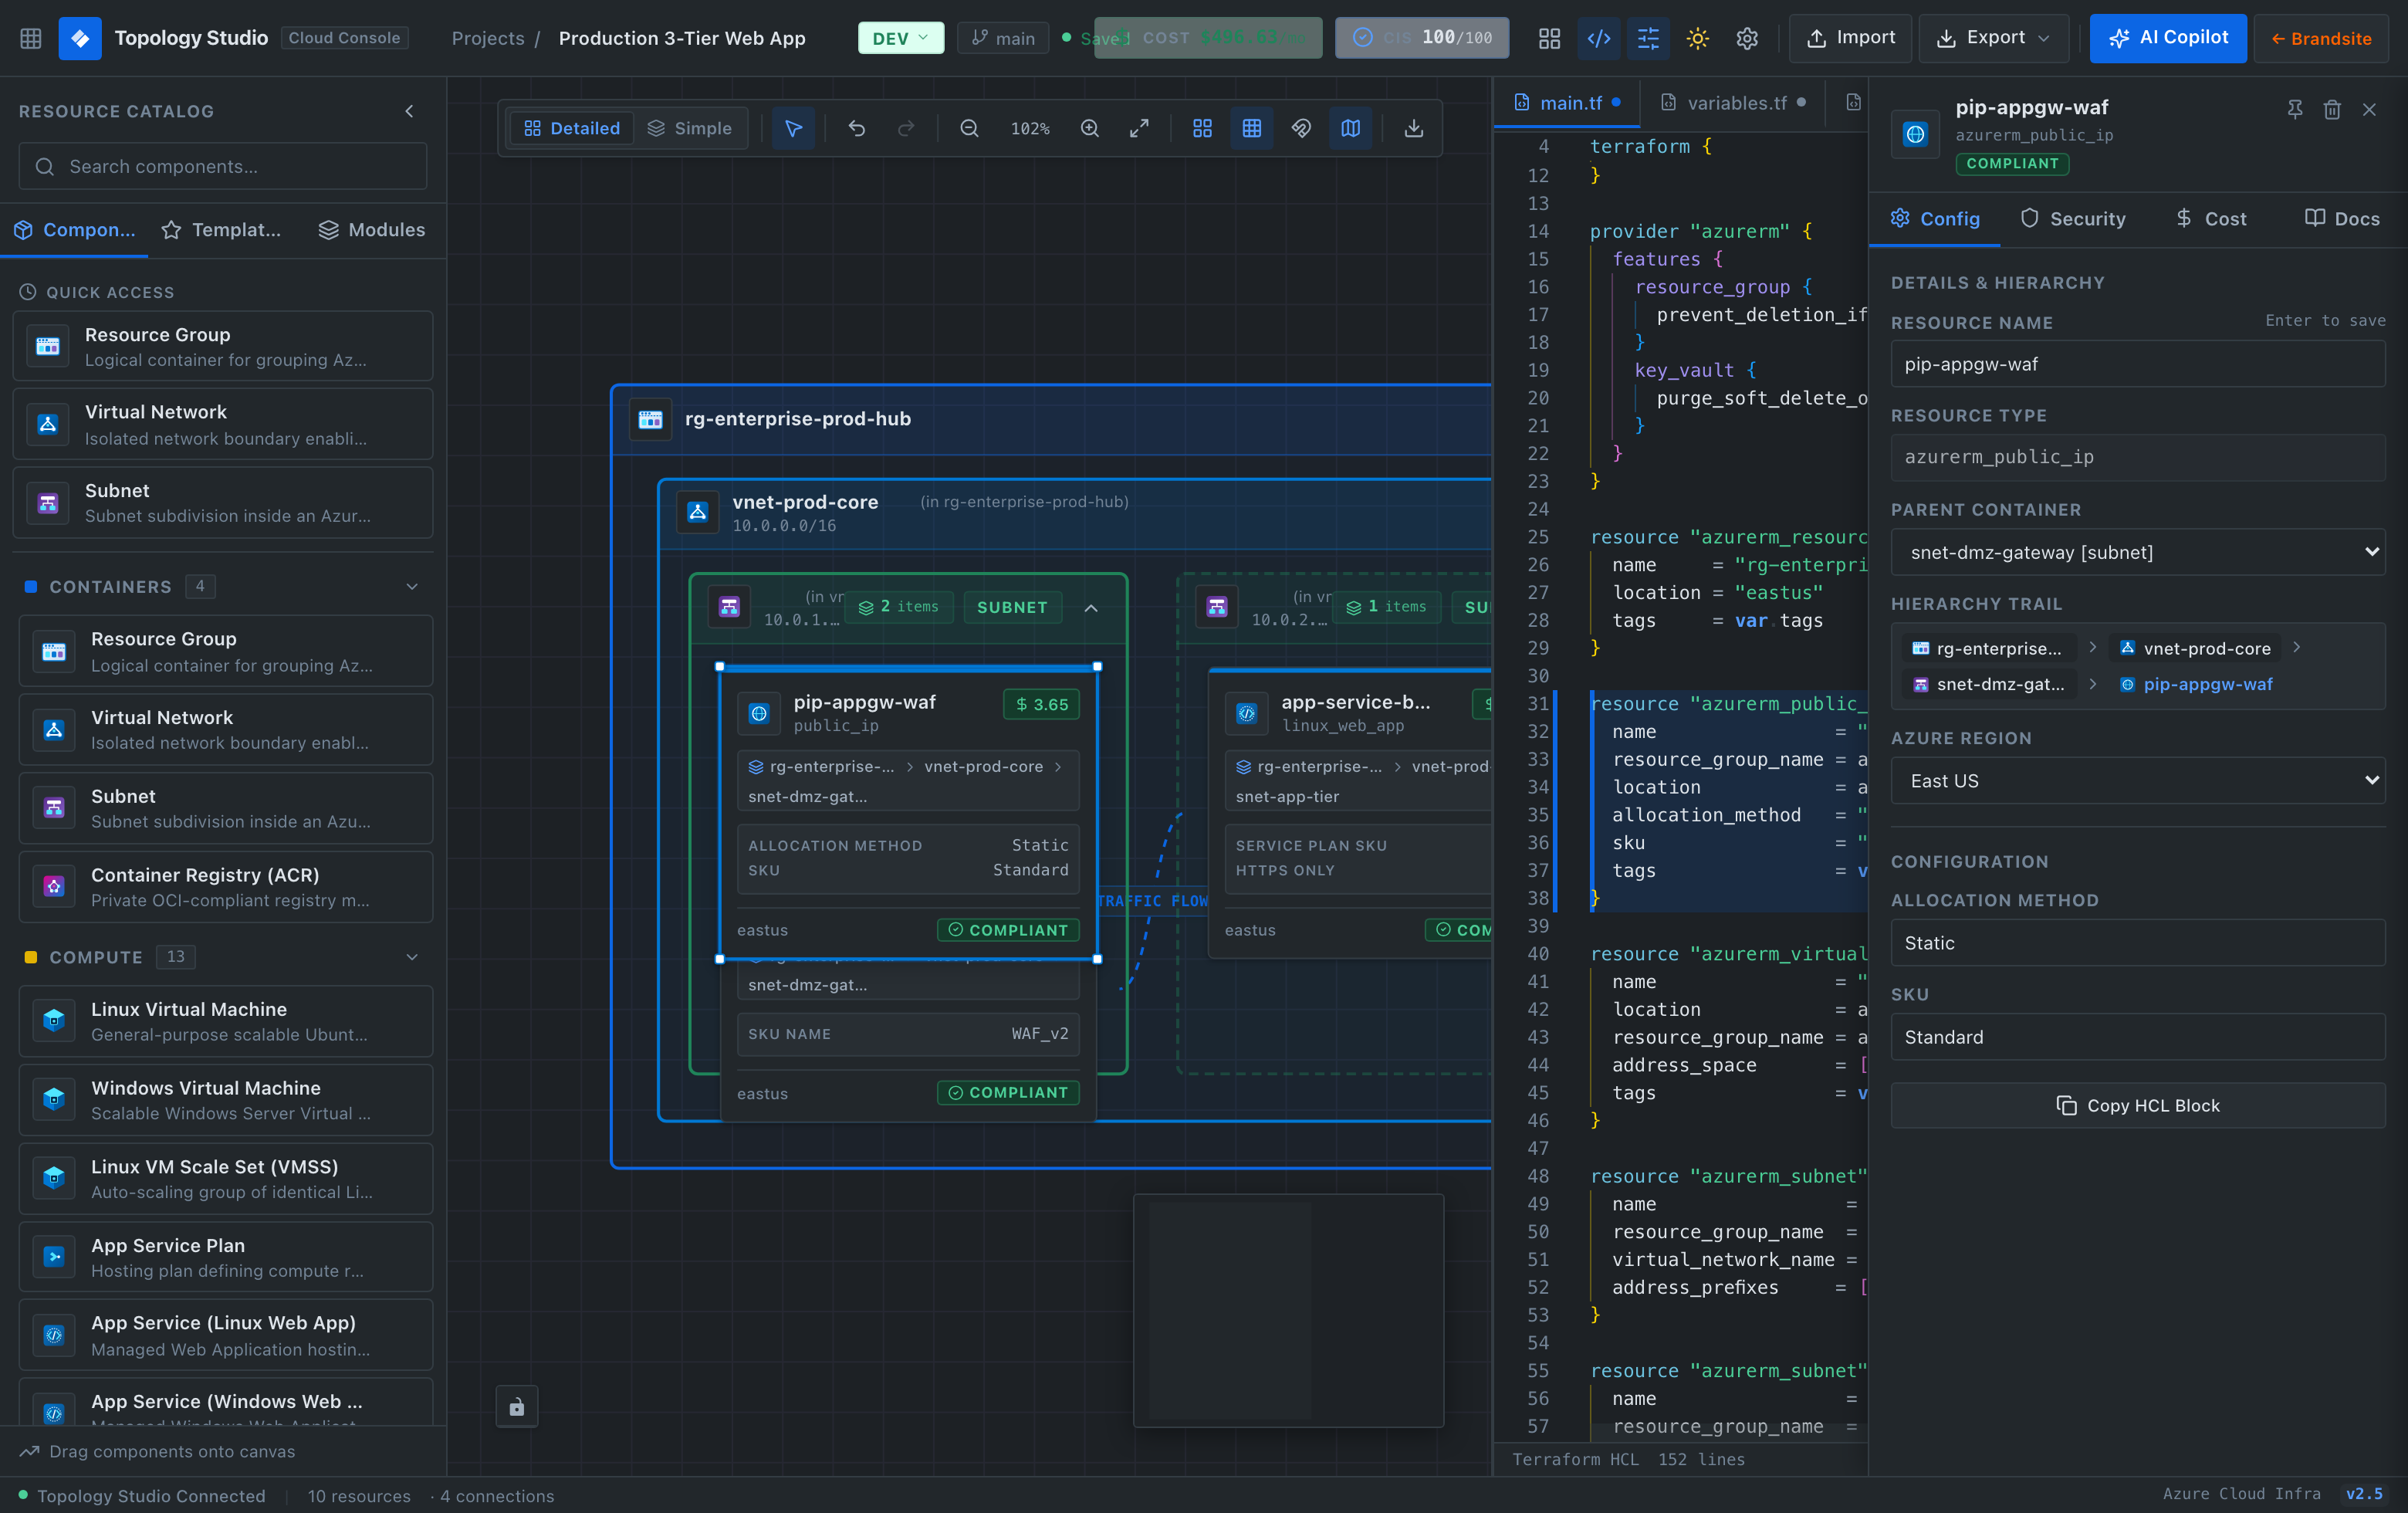 Topology Studio
Cloud Console
Projects / Production 3-Tier Web App
DEV
main
COST $496.63
CIS 100/100
Import
Export
AI Copilot
← Brandsite
RESOURCE CATALOG
Search components...
Compon...
Templat...
Modules
QUICK ACCESS
Resource Group
Logical container for grouping Az...
Virtual Network
Isolated network boundary enabli...
Subnet
Subnet subdivision inside an Azur...
CONTAINERS 4
Resource Group
Logical container for grouping Az...
Virtual Network
Isolated network boundary enabl...
Subnet
Subnet subdivision inside an Azu...
Container Registry (ACR)
Private OCI-compliant registry m...
COMPUTE 13
Linux Virtual Machine
General-purpose scalable Ubunt...
Windows Virtual Machine
Scalable Windows Server Virtual ...
Linux VM Scale Set (VMSS)
Auto-scaling group of identical Li...
App Service Plan
Hosting plan defining compute r...
App Service (Linux Web App)
Managed Web Application hostin...
App Service (Windows Web ...
Drag components onto canvas
Detailed
Simple
102%
rg-enterprise-prod-hub
vnet-prod-core (in rg-enterprise-prod-hub)
10.0.0.0/16
(in vr
10.0.1....
2 items
SUBNET
(in vr
10.0.2....
1 items
SU
pip-appgw-waf
public_ip
$ 3.65
rg-enterprise-... > vnet-prod-core >
snet-dmz-gat...
ALLOCATION METHOD Static
SKU Standard
eastus
COMPLIANT
snet-dmz-gat...
SKU NAME WAF_v2
eastus
COMPLIANT
TRAFFIC FLOW
app-service-b...
linux_web_app
rg-enterprise-... > vnet-prod-
snet-app-tier
SERVICE PLAN SKU
HTTPS ONLY
eastus
COM
main.tf
variables.tf
4 terraform {
12 }
13
14 provider "azurerm" {
15 features {
16 resource_group {
17 prevent_deletion_if
18 }
19 key_vault {
20 purge_soft_delete_o
21 }
22 }
23 }
24
25 resource "azurerm_resourc
26 name = "rg-enterpri
27 location = "eastus"
28 tags = var.tags
29 }
30
31 resource "azurerm_public_
32 name = "
33 resource_group_name = a
34 location = a
35 allocation_method = "
36 sku = "
37 tags = v
38 }
39
40 resource "azurerm_virtual
41 name = "
42 location = a
43 resource_group_name = a
44 address_space = [
45 tags = v
46 }
47
48 resource "azurerm_subnet"
49 name =
50 resource_group_name =
51 virtual_network_name =
52 address_prefixes = [
53 }
54
55 resource "azurerm_subnet"
56 name =
57 resource_group_name =
Terraform HCL 152 lines
pip-appgw-waf
azurerm_public_ip
COMPLIANT
Config
Security
Cost
Docs
DETAILS & HIERARCHY
RESOURCE NAME Enter to save
pip-appgw-waf
RESOURCE TYPE
azurerm_public_ip
PARENT CONTAINER
snet-dmz-gateway [subnet]
HIERARCHY TRAIL
rg-enterprise... > vnet-prod-core >
snet-dmz-gat... > pip-appgw-waf
AZURE REGION
East US
CONFIGURATION
ALLOCATION METHOD
Static
SKU
Standard
Copy HCL Block
Topology Studio Connected
10 resources
· 4 connections
Azure Cloud Infra
v2.5